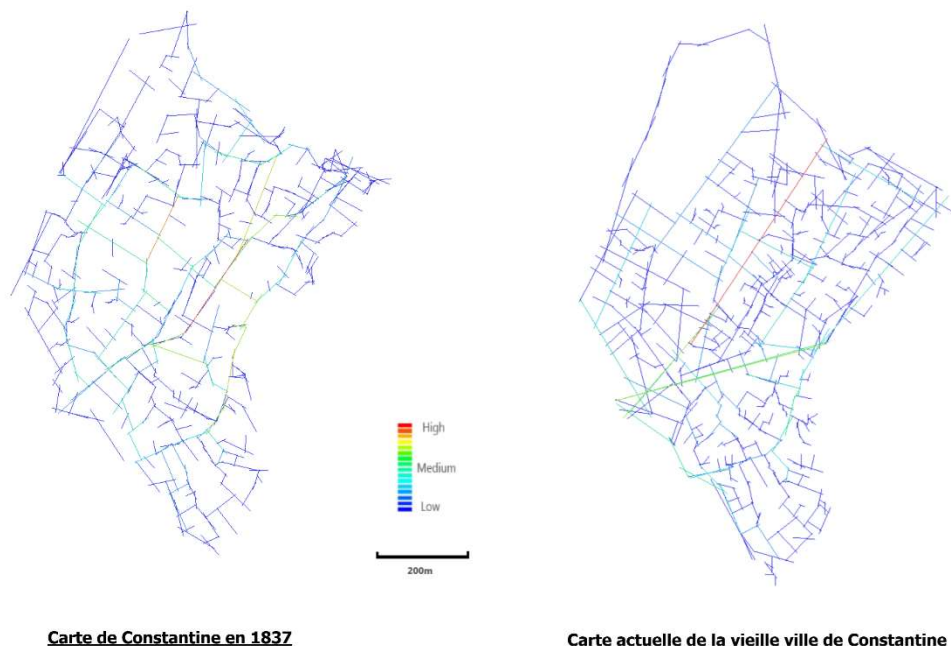 High
Medium
Low
200m
Carte de Constantine en 1837
Carte actuelle de la vieille ville de Constantine